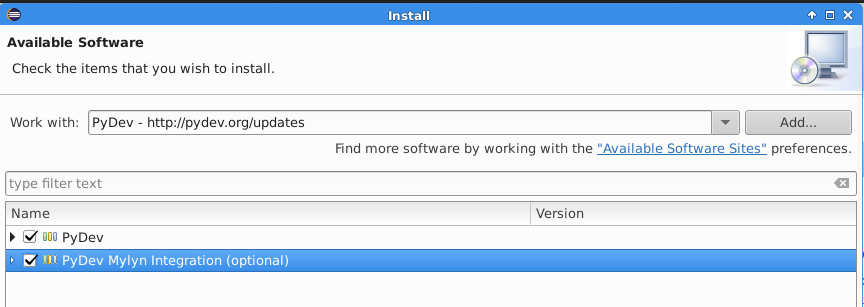 Install
Available Software
Check the items that you wish to install.
Work with: PyDev - http://pydev.org/updates Add...
Find more software by working with the "Available Software Sites" preferences.
type filter text
Name Version
PyDev
PyDev Mylyn Integration (optional)